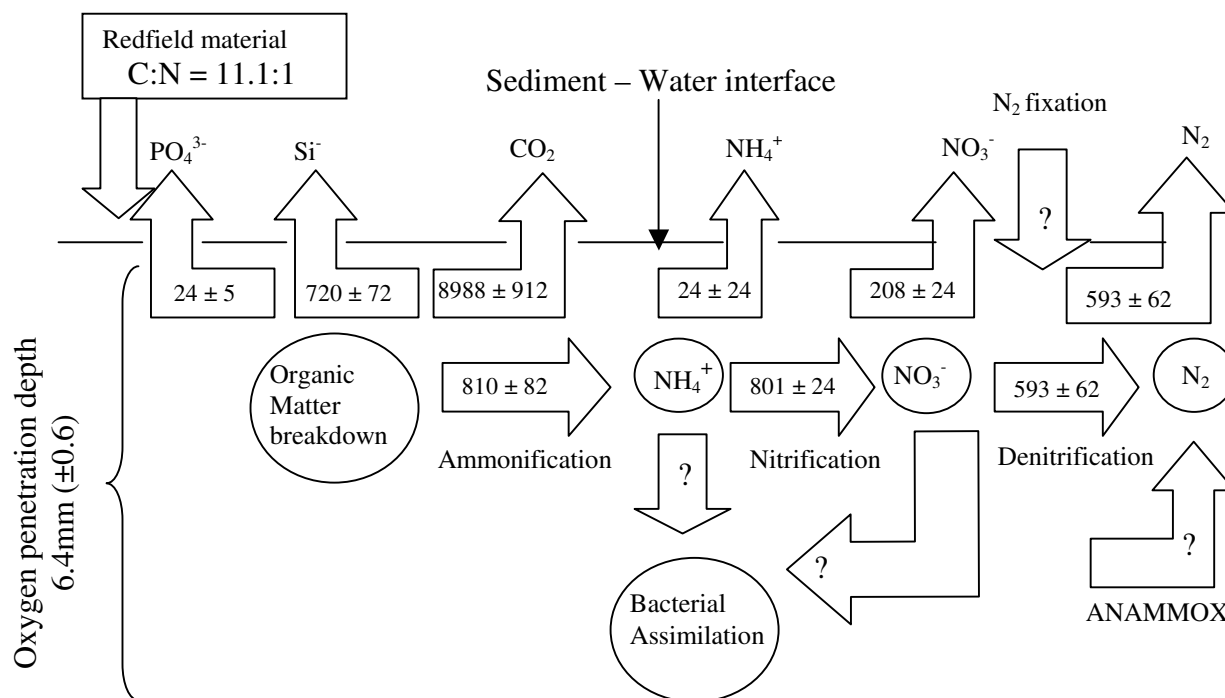 Redfield material
C:N = 11.1:1
Sediment – Water interface
N₂ fixation
PO₄³⁻
Si⁻
CO₂
NH₄⁺
NO₃⁻
N₂
?
24 ± 5
720 ± 72
8988 ± 912
24 ± 24
208 ± 24
593 ± 62
Oxygen penetration depth
6.4mm (±0.6)
Organic
Matter
breakdown
810 ± 82
NH₄⁺
801 ± 24
NO₃⁻
593 ± 62
N₂
Ammonification
Nitrification
Denitrification
?
?
?
Bacterial
Assimilation
ANAMMOX